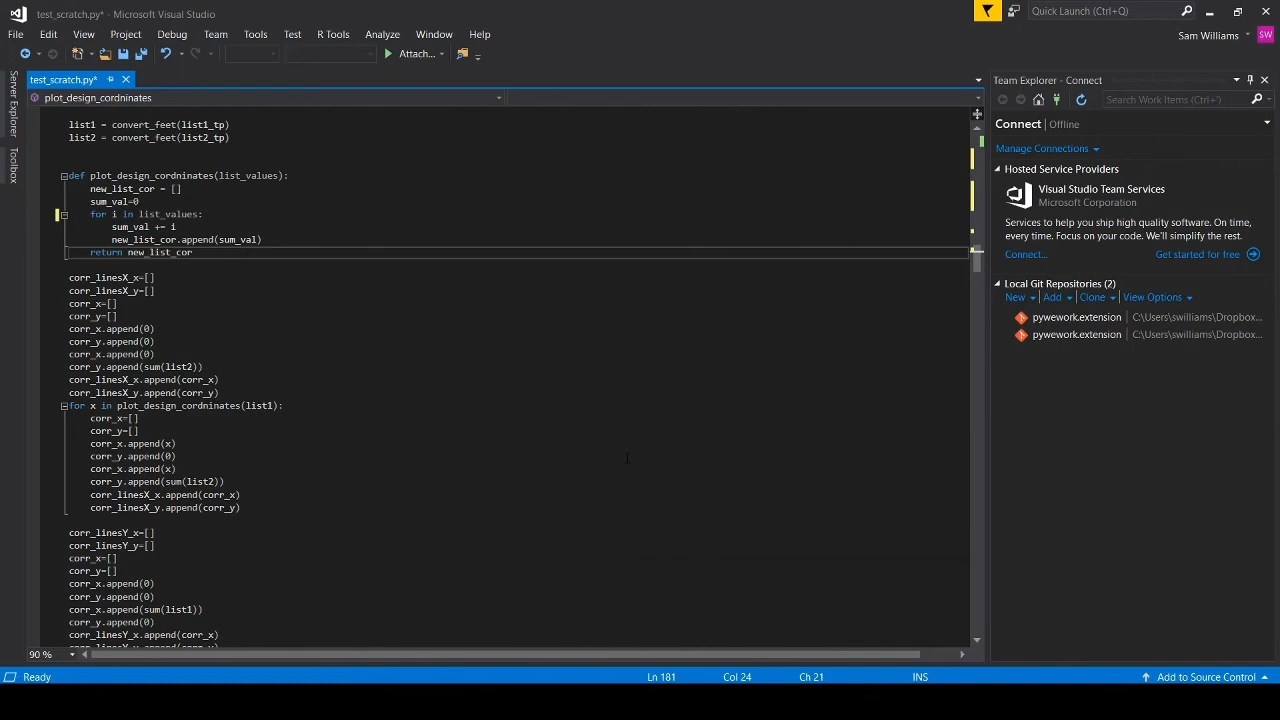 test_scratch.py* - Microsoft Visual Studio
Quick Launch (Ctrl+Q)
File Edit View Project Debug Team Tools Test R Tools Analyze Window Help
Sam Williams SW
Attach...
Server Explorer
Toolbox
test_scratch.py*
plot_design_cordninates
list1 = convert_feet(list1_tp)
list2 = convert_feet(list2_tp)
def plot_design_cordninates(list_values):
new_list_cor = []
sum_val=0
for i in list_values:
sum_val += i
new_list_cor.append(sum_val)
return new_list_cor
corr_linesX_x=[]
corr_linesX_y=[]
corr_x=[]
corr_y=[]
corr_x.append(0)
corr_y.append(0)
corr_x.append(0)
corr_y.append(sum(list2))
corr_linesX_x.append(corr_x)
corr_linesX_y.append(corr_y)
for x in plot_design_cordninates(list1):
corr_x=[]
corr_y=[]
corr_x.append(x)
corr_y.append(0)
corr_x.append(x)
corr_y.append(sum(list2))
corr_linesX_x.append(corr_x)
corr_linesX_y.append(corr_y)
corr_linesY_x=[]
corr_linesY_y=[]
corr_x=[]
corr_y=[]
corr_x.append(0)
corr_y.append(0)
corr_x.append(sum(list1))
corr_y.append(0)
corr_linesY_x.append(corr_x)
corr_linesY_y.append(corr_y)
90 %
Team Explorer - Connect
Search Work Items (Ctrl+')
Connect | Offline
Manage Connections
Hosted Service Providers
Visual Studio Team Services
Microsoft Corporation
Services to help you ship high quality software. On time,
every time. Focus on your code. We'll simplify the rest.
Connect... Get started for free
Local Git Repositories (2)
New Add Clone View Options
pywework.extension | C:\Users\swilliams\Dropbox...
pywework.extension | C:\Users\swilliams\Dropbox...
Ready Ln 181 Col 24 Ch 21 INS Add to Source Control